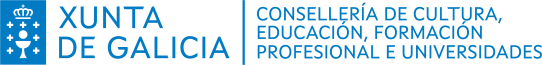 XUNTA
DE GALICIA
CONSELLERÍA DE CULTURA,
EDUCACIÓN, FORMACIÓN
PROFESIONAL E UNIVERSIDADES